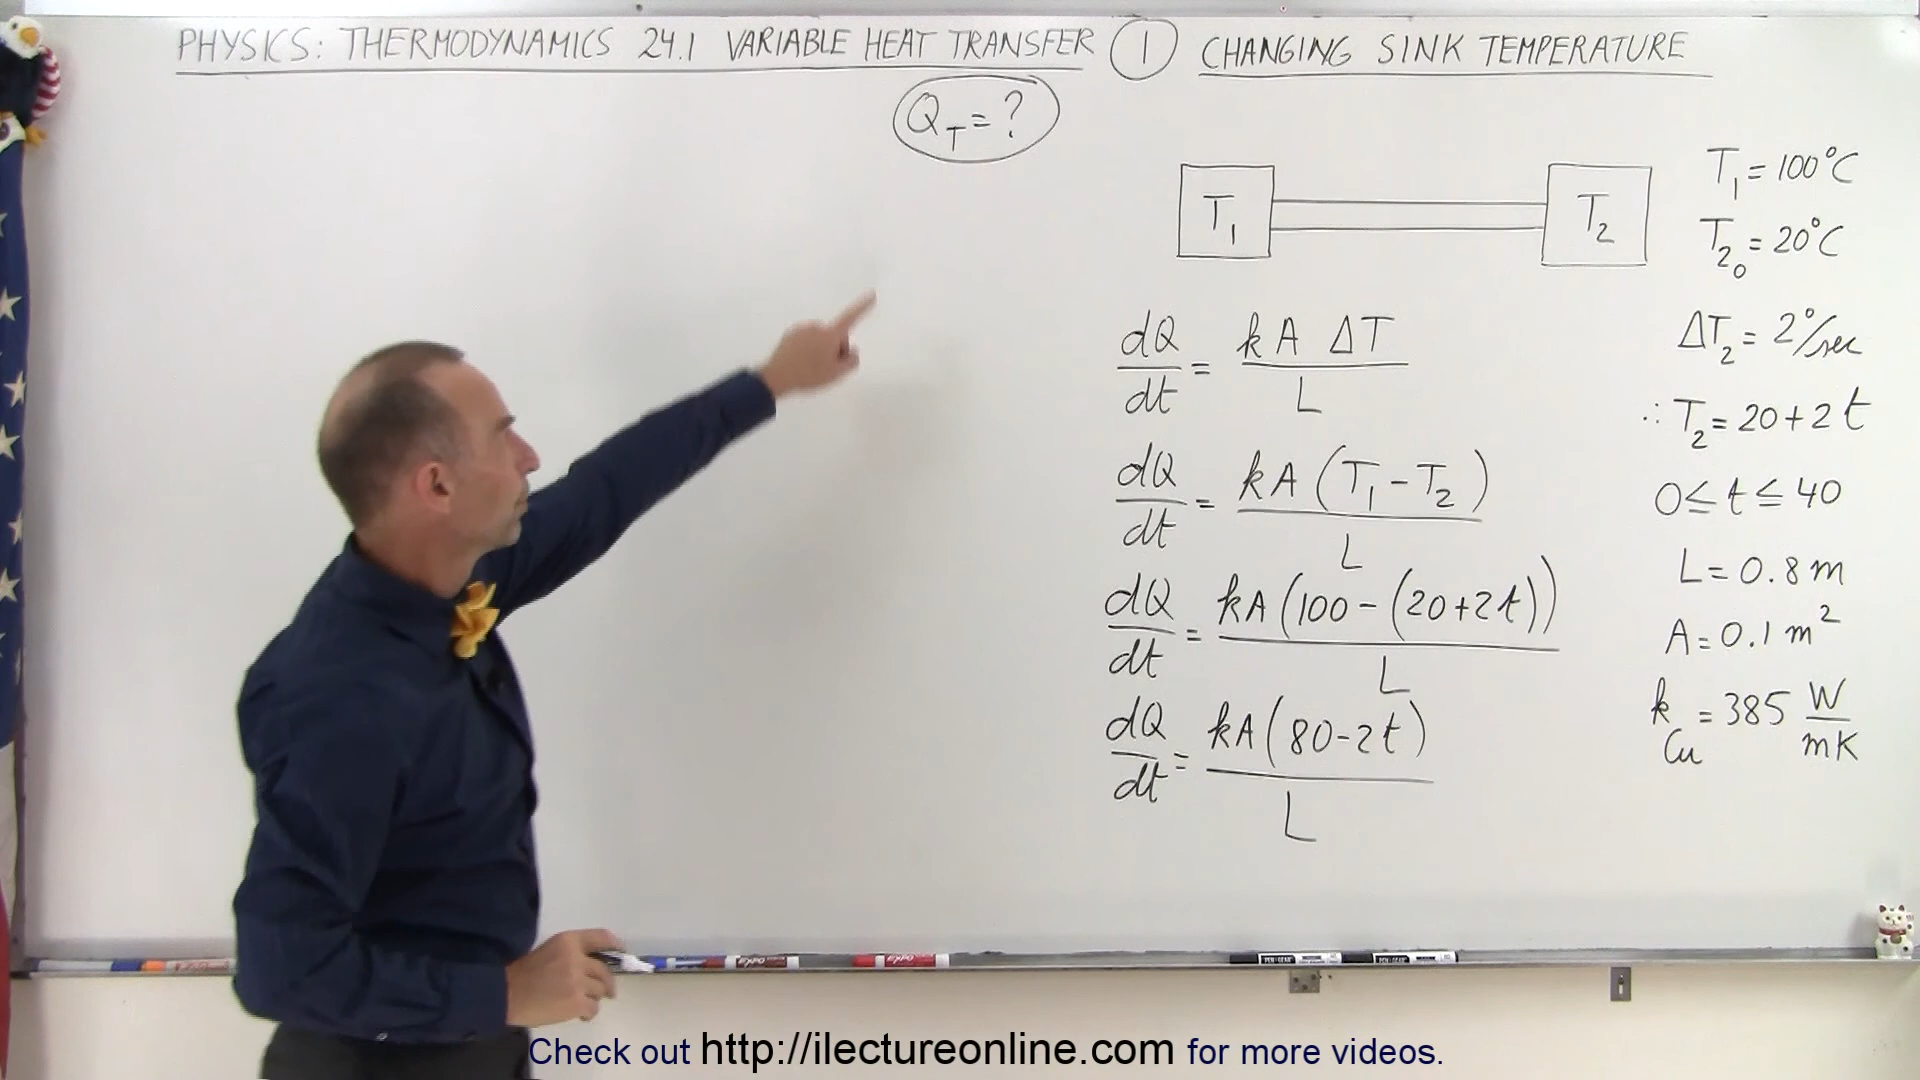 PHYSICS: THERMODYNAMICS 24.1 VARIABLE HEAT TRANSFER ① CHANGING SINK TEMPERATURE
Q_T = ?
T_1
T_2
T_1 = 100°C
T_2_0 = 20°C
ΔT_2 = 2°/sec
∴ T_2 = 20 + 2t
0 ≤ t ≤ 40
L = 0.8 m
A = 0.1 m²
k_Cu = 385 W/mK
dQ/dt = kA ΔT/L
dQ/dt = kA(T_1 - T_2)/L
dQ/dt = kA(100 - (20 + 2t))/L
dQ/dt = kA(80 - 2t)/L
Check out http://ilectureonline.com for more videos.